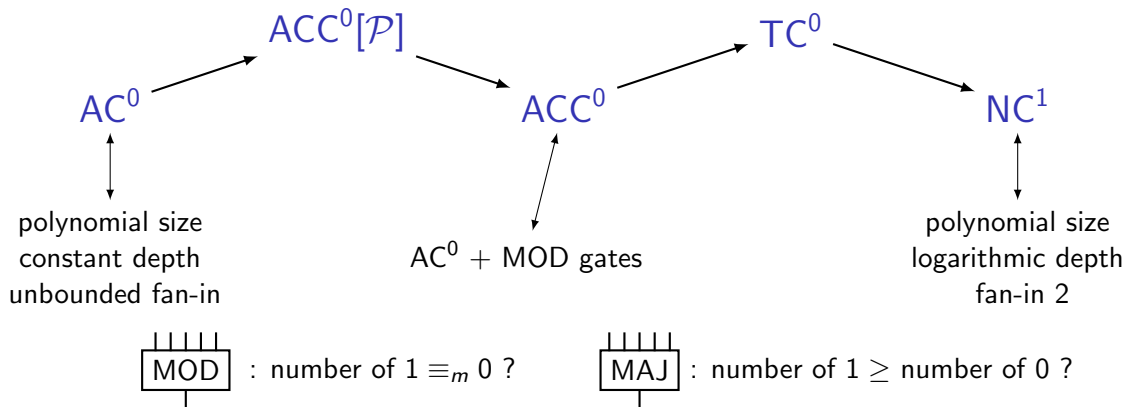 ACC⁰[𝒫] TC⁰
AC⁰ ACC⁰ NC¹
polynomial size
constant depth
unbounded fan-in
AC⁰ + MOD gates
polynomial size
logarithmic depth
fan-in 2
MOD : number of 1 ≡ₘ 0 ?
MAJ : number of 1 ≥ number of 0 ?